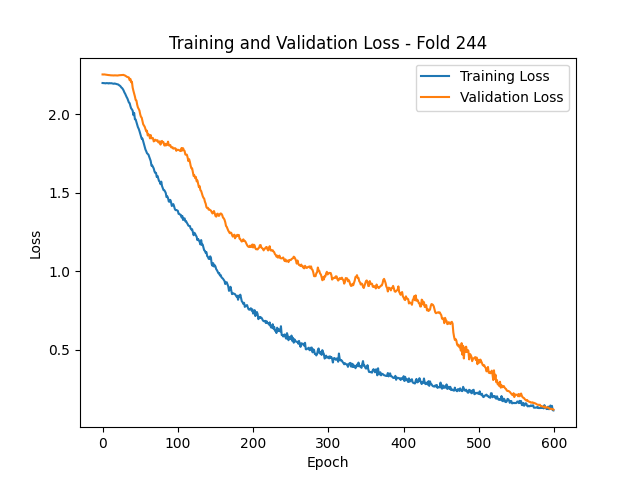 Training and Validation Loss - Fold 244
Training Loss
Validation Loss
Loss
2.0
1.5
1.0
0.5
0 100 200 300 400 500 600
Epoch